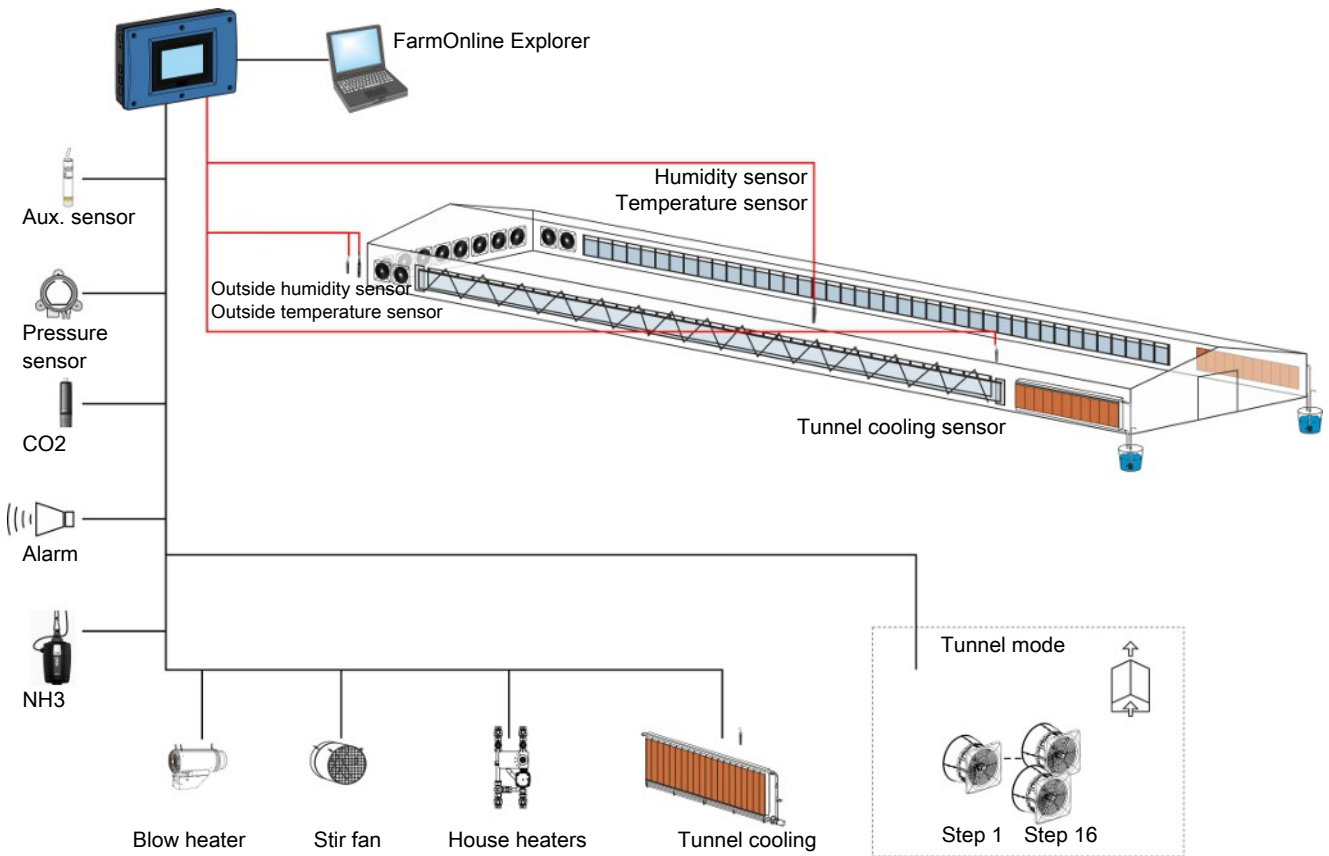 FarmOnline Explorer
Humidity sensor
Temperature sensor
Aux. sensor
Outside humidity sensor
Outside temperature sensor
Pressure
sensor
Tunnel cooling sensor
CO2
Alarm
Tunnel mode
NH3
Step 1
Step 16
Blow heater
Stir fan
House heaters
Tunnel cooling